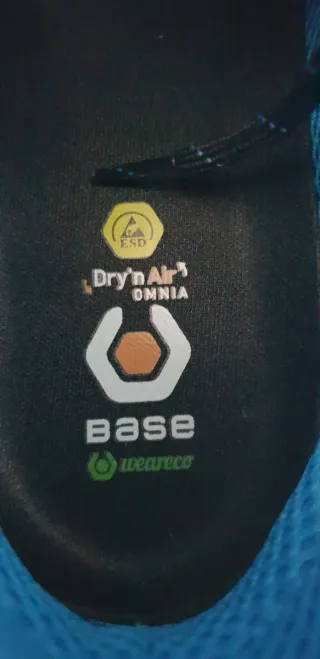 ESD
Dry'n Air
OMNIA
Base
weareco